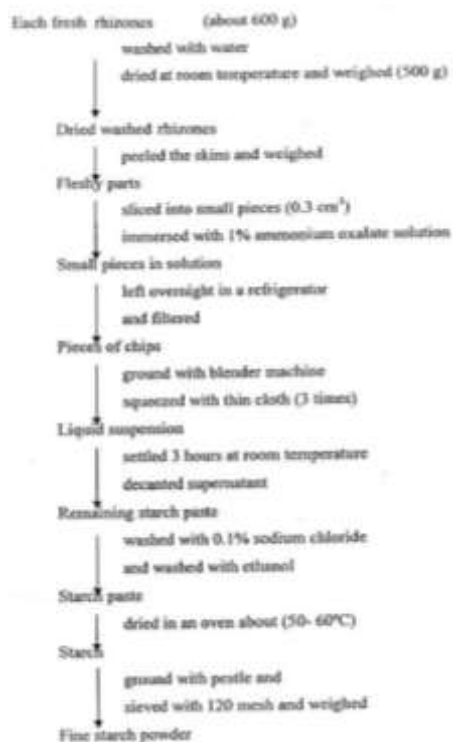 Each fresh rhizones (about 600 g)
washed with water
dried at room temperature and weighed (500 g)
Dried washed rhizones
peeled the skins and weighed
Fleshy parts
sliced into small pieces (0.3 cm³)
immersed with 1% ammonium oxalate solution
Small pieces in solution
left overnight in a refrigerator
and filtered
Pieces of chips
ground with blender machine
squeezed with thin cloth (3 times)
Liquid suspension
settled 3 hours at room temperature
decanted supernatant
Remaining starch paste
washed with 0.1% sodium chloride
and washed with ethanol
Starch paste
dried in an oven about (50- 60ºC)
Starch
ground with pestle and
sieved with 120 mesh and weighed
Fine starch powder